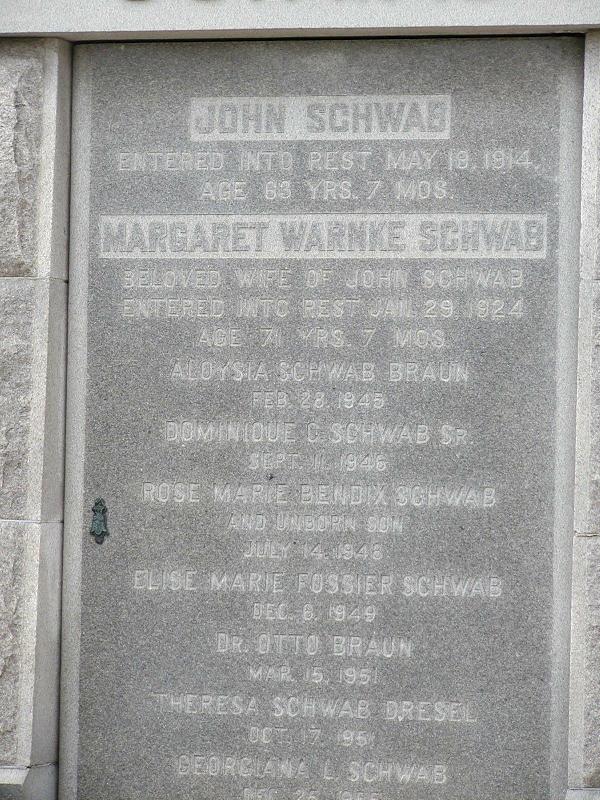 JOHN SCHWAB
ENTERED INTO REST MAY 19, 1914.
AGE 63 YRS. 7 MOS.
MARGARET WARNKE SCHWAB
BELOVED WIFE OF JOHN SCHWAB
ENTERED INTO REST JAN. 29, 1924
AGE 71 YRS. 7 MOS.
ALOYSIA SCHWAB BRAUN
FEB. 28, 1945
DOMINIQUE C. SCHWAB SR.
SEPT. 11, 1946
ROSE MARIE BENDIX SCHWAB
AND UNBORN SON
JULY 14, 1948
ELISE MARIE FOSSIER SCHWAB
DEC. 8, 1949
DR. OTTO BRAUN
MAR. 15, 1951
THERESA SCHWAB DRESEL
OCT. 17, 1951
GEORGIANA L. SCHWAB
DEC. 26,